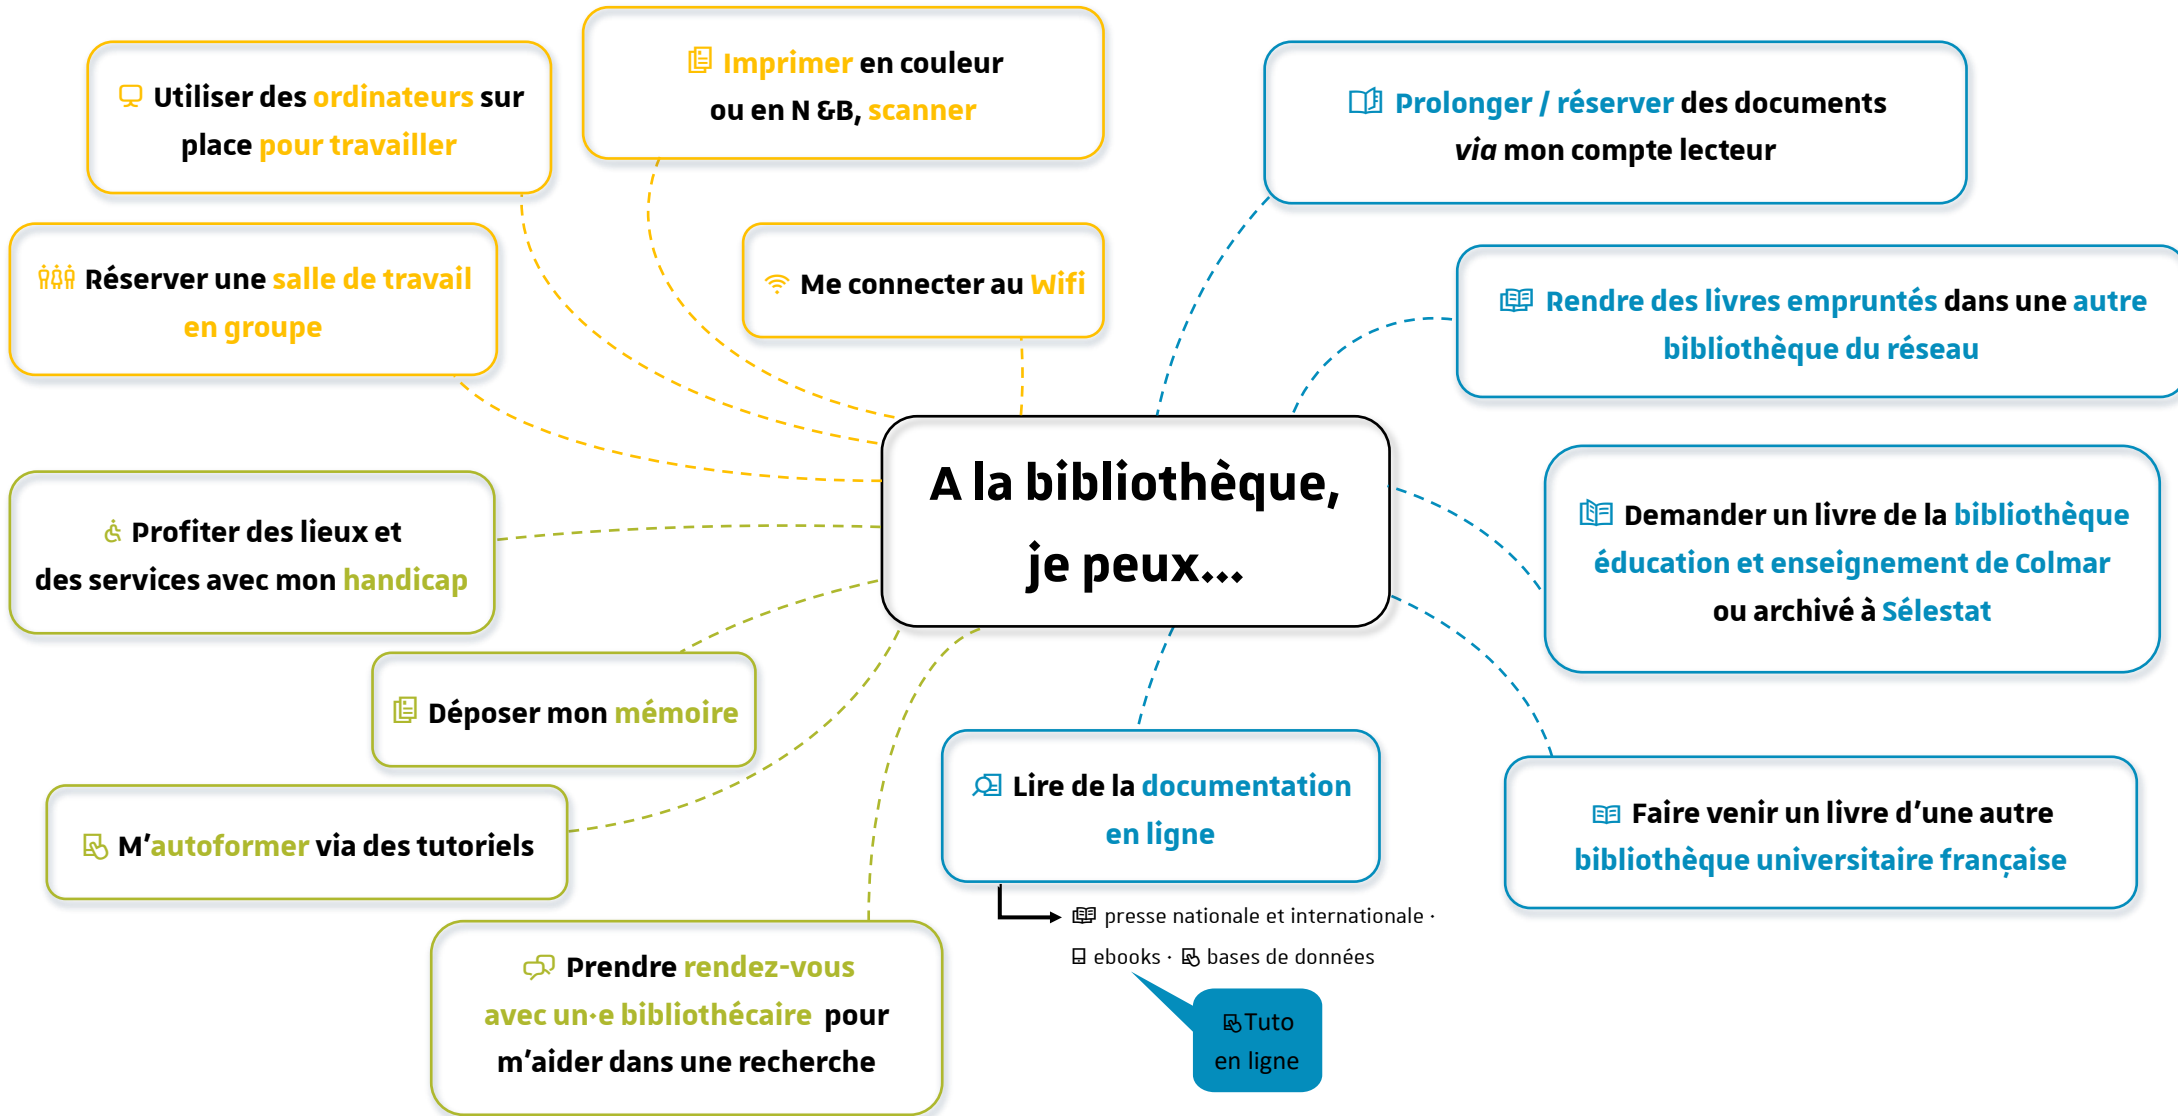 Utiliser des ordinateurs sur
place pour travailler
Imprimer en couleur
ou en N &B, scanner
Prolonger / réserver des documents
via mon compte lecteur
Réserver une salle de travail
en groupe
Me connecter au Wifi
Rendre des livres empruntés dans une autre
bibliothèque du réseau
A la bibliothèque,
je peux...
Profiter des lieux et
des services avec mon handicap
Demander un livre de la bibliothèque
éducation et enseignement de Colmar
ou archivé à Sélestat
Déposer mon mémoire
Lire de la documentation
en ligne
Faire venir un livre d'une autre
bibliothèque universitaire française
M'autoformer via des tutoriels
presse nationale et internationale ·
ebooks · bases de données
Prendre rendez-vous
avec un·e bibliothécaire pour
m'aider dans une recherche
Tuto
en ligne